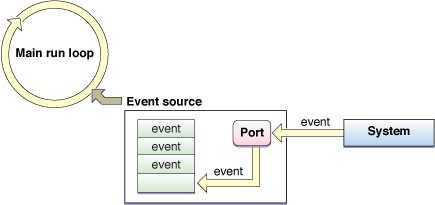 Main run loop
Event source
event
event
event
Port
event
event
System